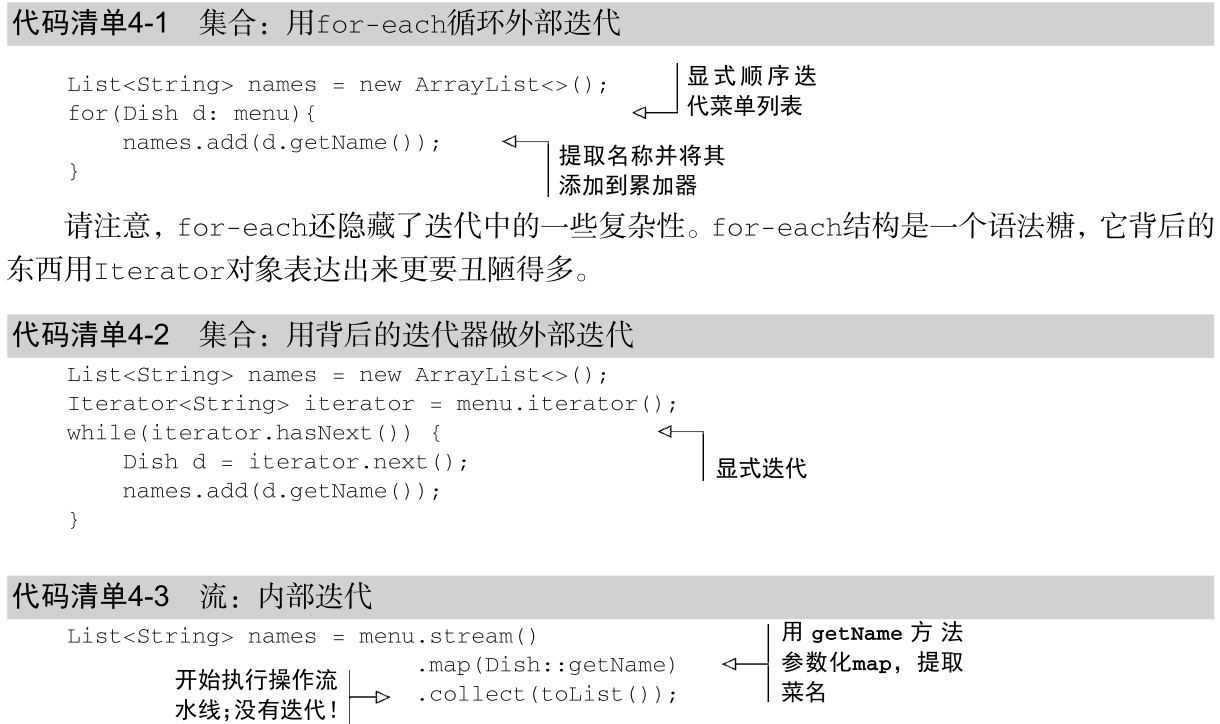 代码清单4-1 集合：用for-each循环外部迭代
List<String> names = new ArrayList<>();
for(Dish d: menu){
显式顺序迭
代菜单列表
names.add(d.getName());
}
提取名称并将其
添加到累加器
请注意，for-each还隐藏了迭代中的一些复杂性。for-each结构是一个语法糖，它背后的
东西用Iterator对象表达出来更要丑陋得多。
代码清单4-2 集合：用背后的迭代器做外部迭代
List<String> names = new ArrayList<>();
Iterator<String> iterator = menu.iterator();
while(iterator.hasNext()) {
显式迭代
Dish d = iterator.next();
names.add(d.getName());
}
代码清单4-3 流：内部迭代
List<String> names = menu.stream()
.map(Dish::getName)
用 getName 方法
参数化map，提取
菜名
.collect(toList());
开始执行操作流
水线；没有迭代！